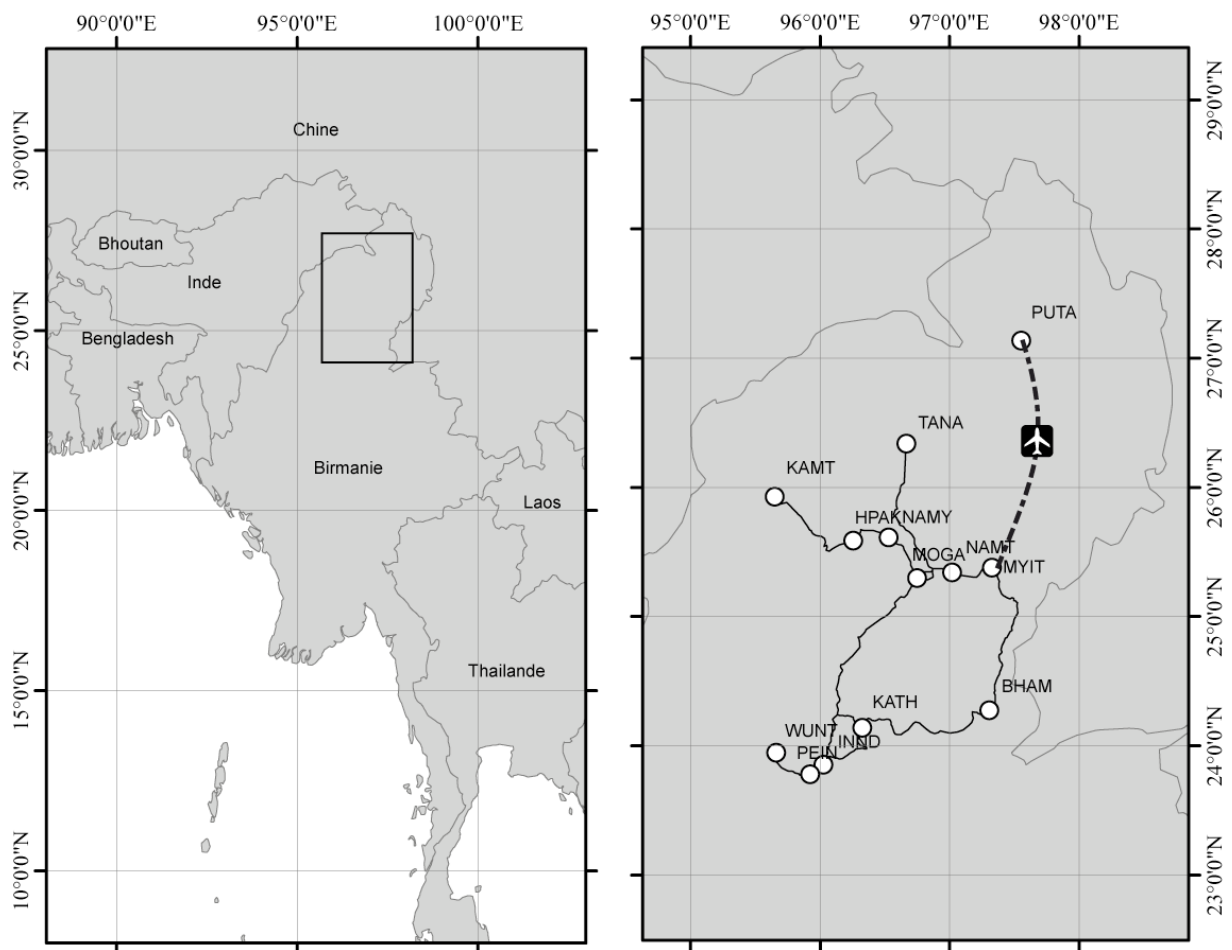 90°0'0"E 95°0'0"E 100°0'0"E
30°0'0"N
25°0'0"N
20°0'0"N
15°0'0"N
10°0'0"N
Chine
Bhoutan
Inde
Bengladesh
Birmanie
Laos
Thailande
95°0'0"E 96°0'0"E 97°0'0"E 98°0'0"E
29°0'0"N
28°0'0"N
27°0'0"N
26°0'0"N
25°0'0"N
24°0'0"N
23°0'0"N
PUTA
TANA
KAMT
HPAK NAMY
MOGA NAMT
MYIT
BHAM
KATH
WUNT
INND
PEIN